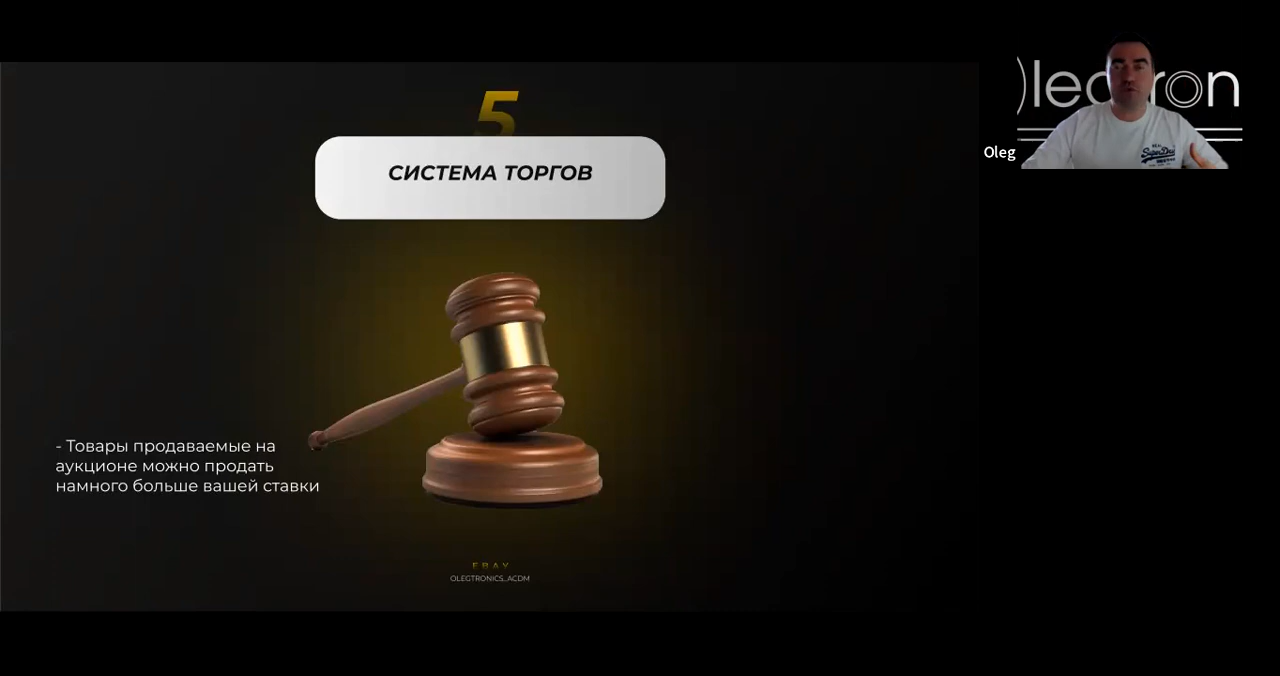 5
СИСТЕМА ТОРГОВ
- Товары продаваемые на
аукционе можно продать
намного больше вашей ставки
EBAY
OLEGTRONICS_ACDM
Oleg